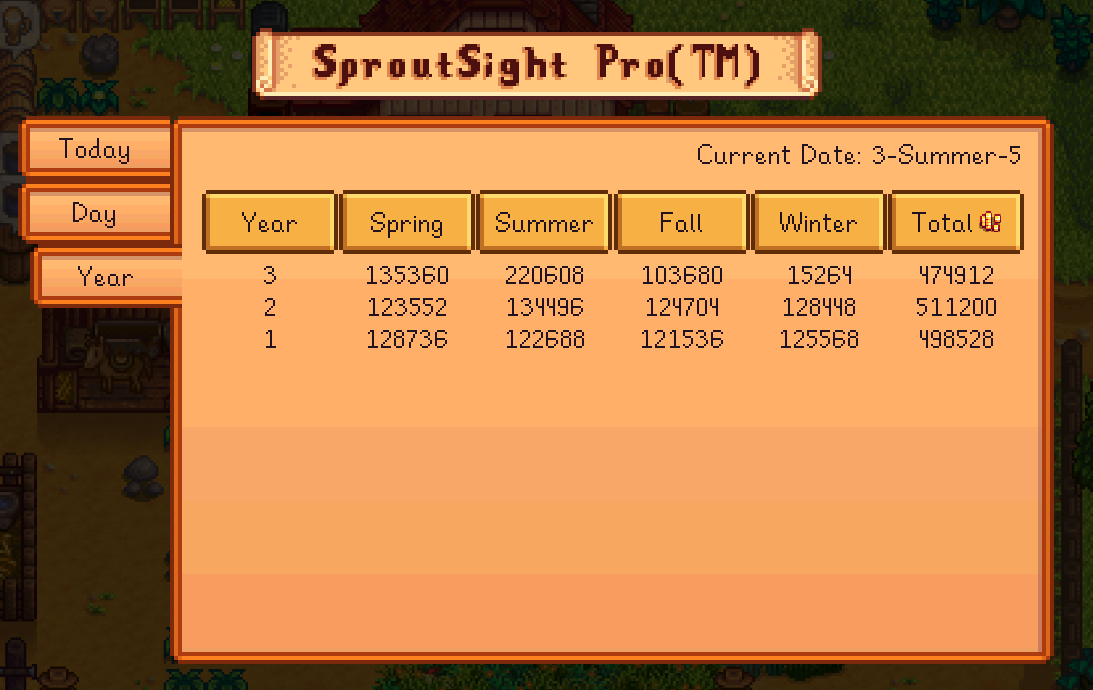 SproutSight Pro(TM)
Today
Day
Year
Current Date: 3-Summer-5
Year Spring Summer Fall Winter Total
3 135360 220608 103680 15264 474912
2 123552 134496 124704 128448 511200
1 128736 122688 121536 125568 498528